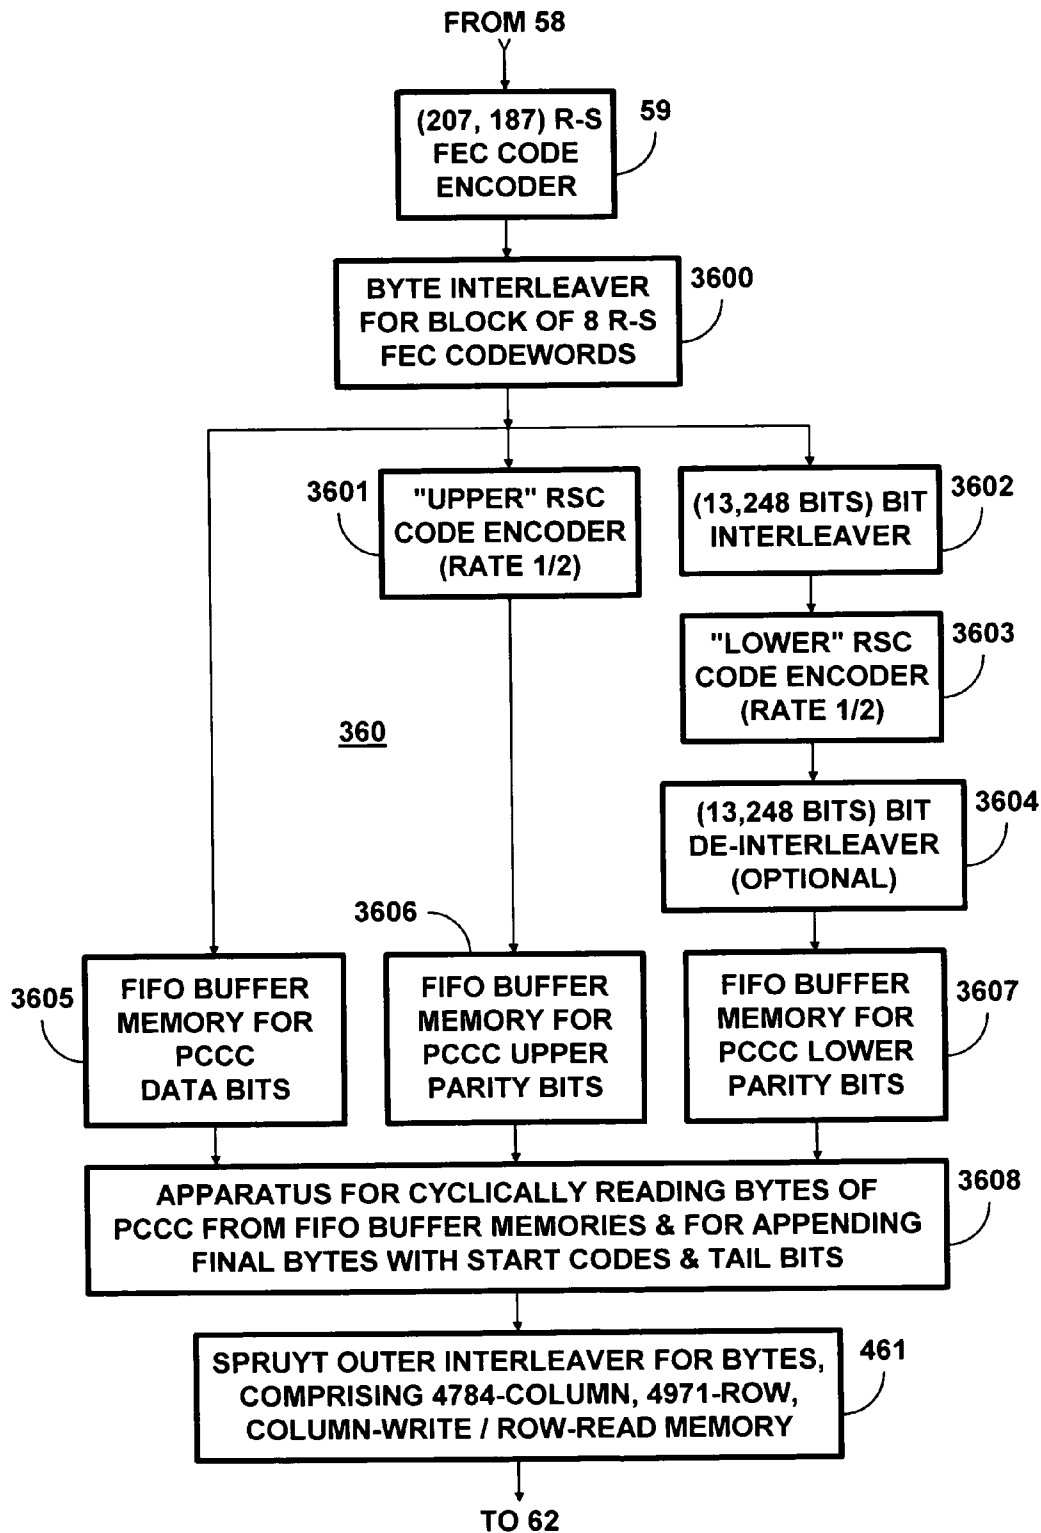 FROM 58
(207, 187) R-S
FEC CODE
ENCODER
59
BYTE INTERLEAVER
FOR BLOCK OF 8 R-S
FEC CODEWORDS
3600
3601
"UPPER" RSC
CODE ENCODER
(RATE 1/2)
(13,248 BITS) BIT
INTERLEAVER
3602
"LOWER" RSC
CODE ENCODER
(RATE 1/2)
3603
360
(13,248 BITS) BIT
DE-INTERLEAVER
(OPTIONAL)
3604
3605
FIFO BUFFER
MEMORY FOR
PCCC
DATA BITS
3606
FIFO BUFFER
MEMORY FOR
PCCC UPPER
PARITY BITS
FIFO BUFFER
MEMORY FOR
PCCC LOWER
PARITY BITS
3607
APPARATUS FOR CYCLICALLY READING BYTES OF
PCCC FROM FIFO BUFFER MEMORIES & FOR APPENDING
FINAL BYTES WITH START CODES & TAIL BITS
3608
SPRUYT OUTER INTERLEAVER FOR BYTES,
COMPRISING 4784-COLUMN, 4971-ROW,
COLUMN-WRITE / ROW-READ MEMORY
461
TO 62